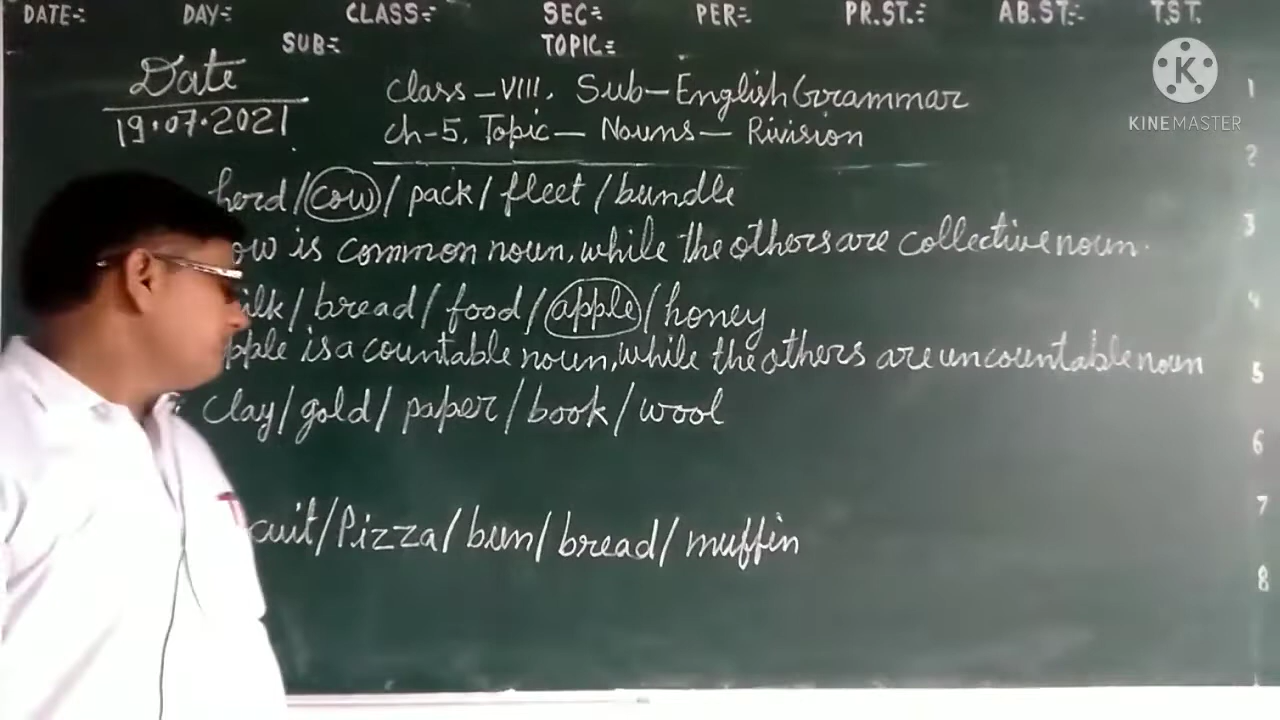 DATE-: DAY-: CLASS-: SEC-: PER-: PR.ST.-: AB.ST.-: T.ST.
SUB-: TOPIC-:
Date
19.07.2021
Class-VIII. Sub-English Grammar
ch-5. Topic- Nouns- Rivision
herd/cow/pack/fleet/bundle
ow is common noun, while the others are collective noun.
ilk/bread/food/apple/honey
pple is a countable noun, while the others are uncountable noun
clay/gold/paper/book/wool
cuit/Pizza/bun/bread/muffin
1
2
3
4
5
6
7
8
K
KINEMASTER